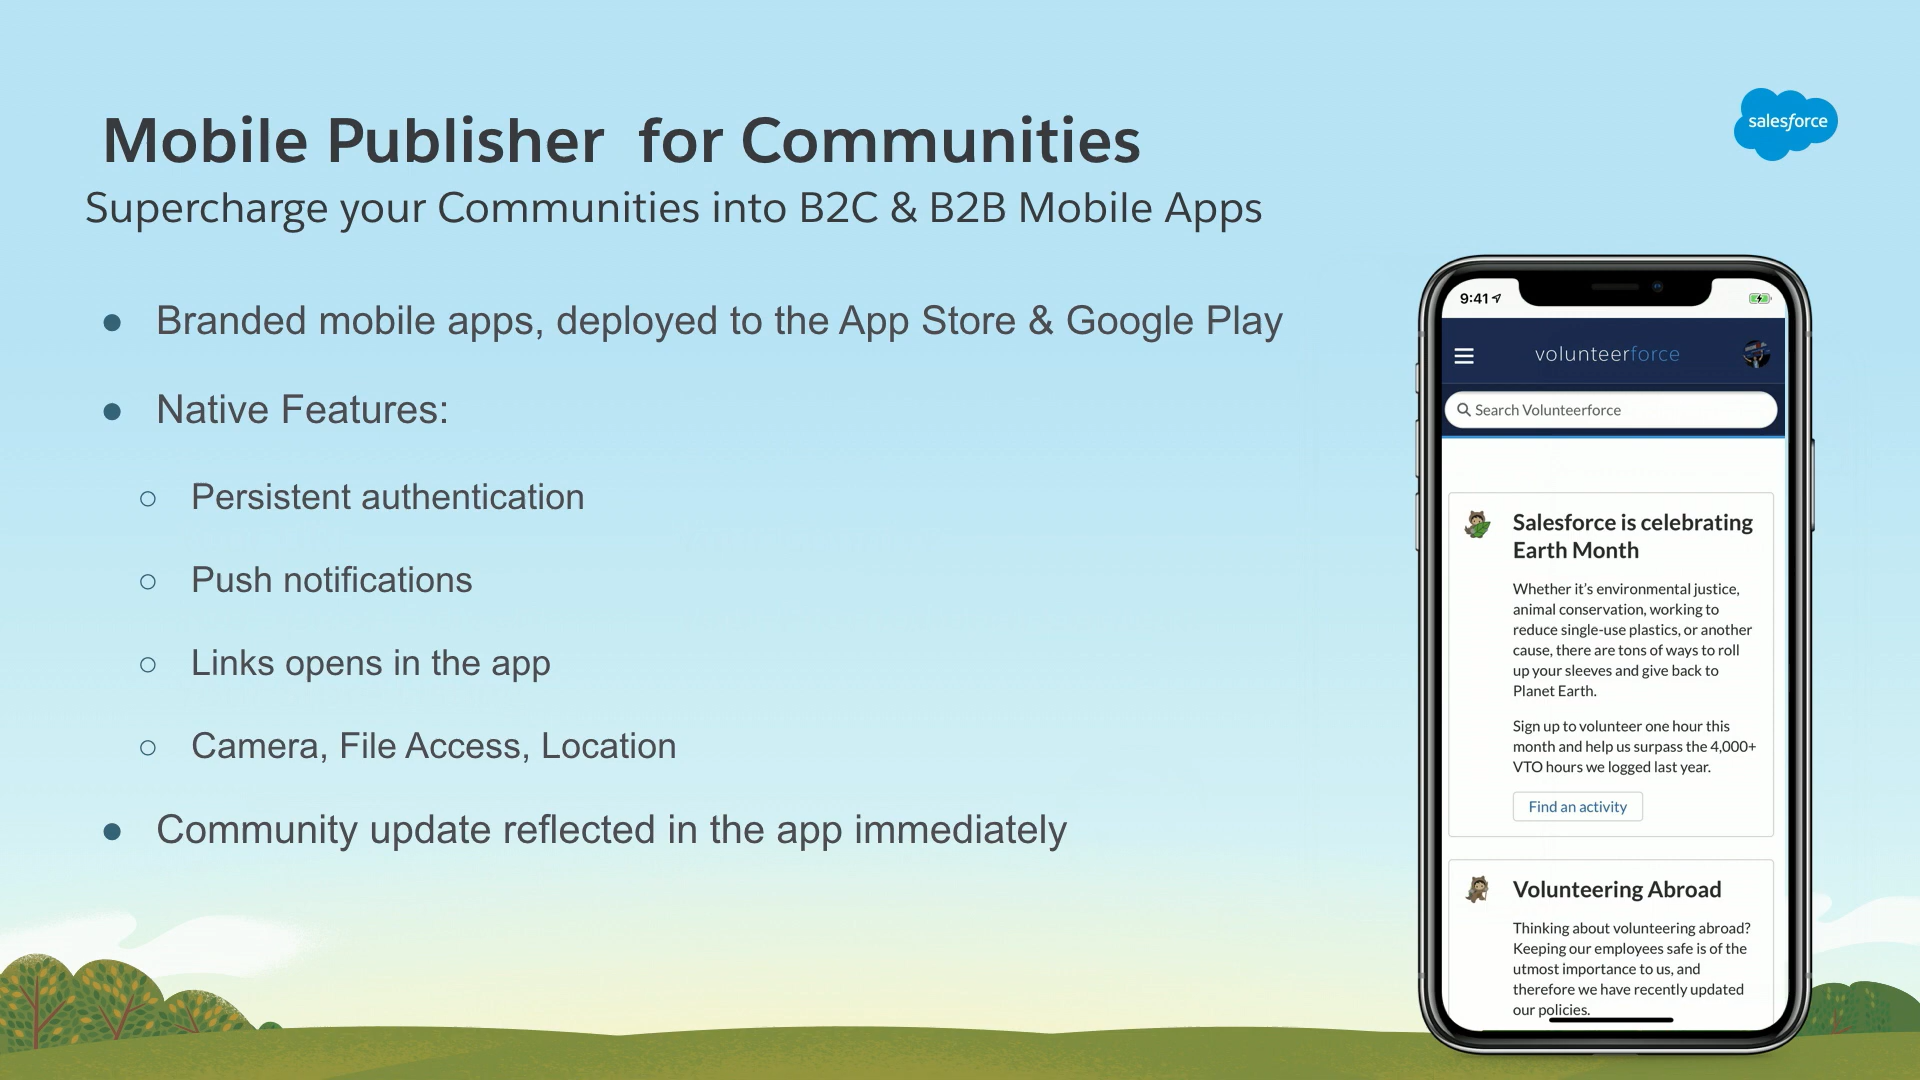 Mobile Publisher  for Communities
salesforce
Supercharge your Communities into B2C & B2B Mobile Apps
● Branded mobile apps, deployed to the App Store & Google Play
● Native Features:
○ Persistent authentication
○ Push notifications
○ Links opens in the app
○ Camera, File Access, Location
● Community update reflected in the app immediately
9:41
volunteerforce
Search Volunteerforce
Salesforce is celebrating
Earth Month
Whether it's environmental justice,
animal conservation, working to
reduce single-use plastics, or another
cause, there are tons of ways to roll
up your sleeves and give back to
Planet Earth.
Sign up to volunteer one hour this
month and help us surpass the 4,000+
VTO hours we logged last year.
Find an activity
Volunteering Abroad
Thinking about volunteering abroad?
Keeping our employees safe is of the
utmost importance to us, and
therefore we have recently updated
our policies.